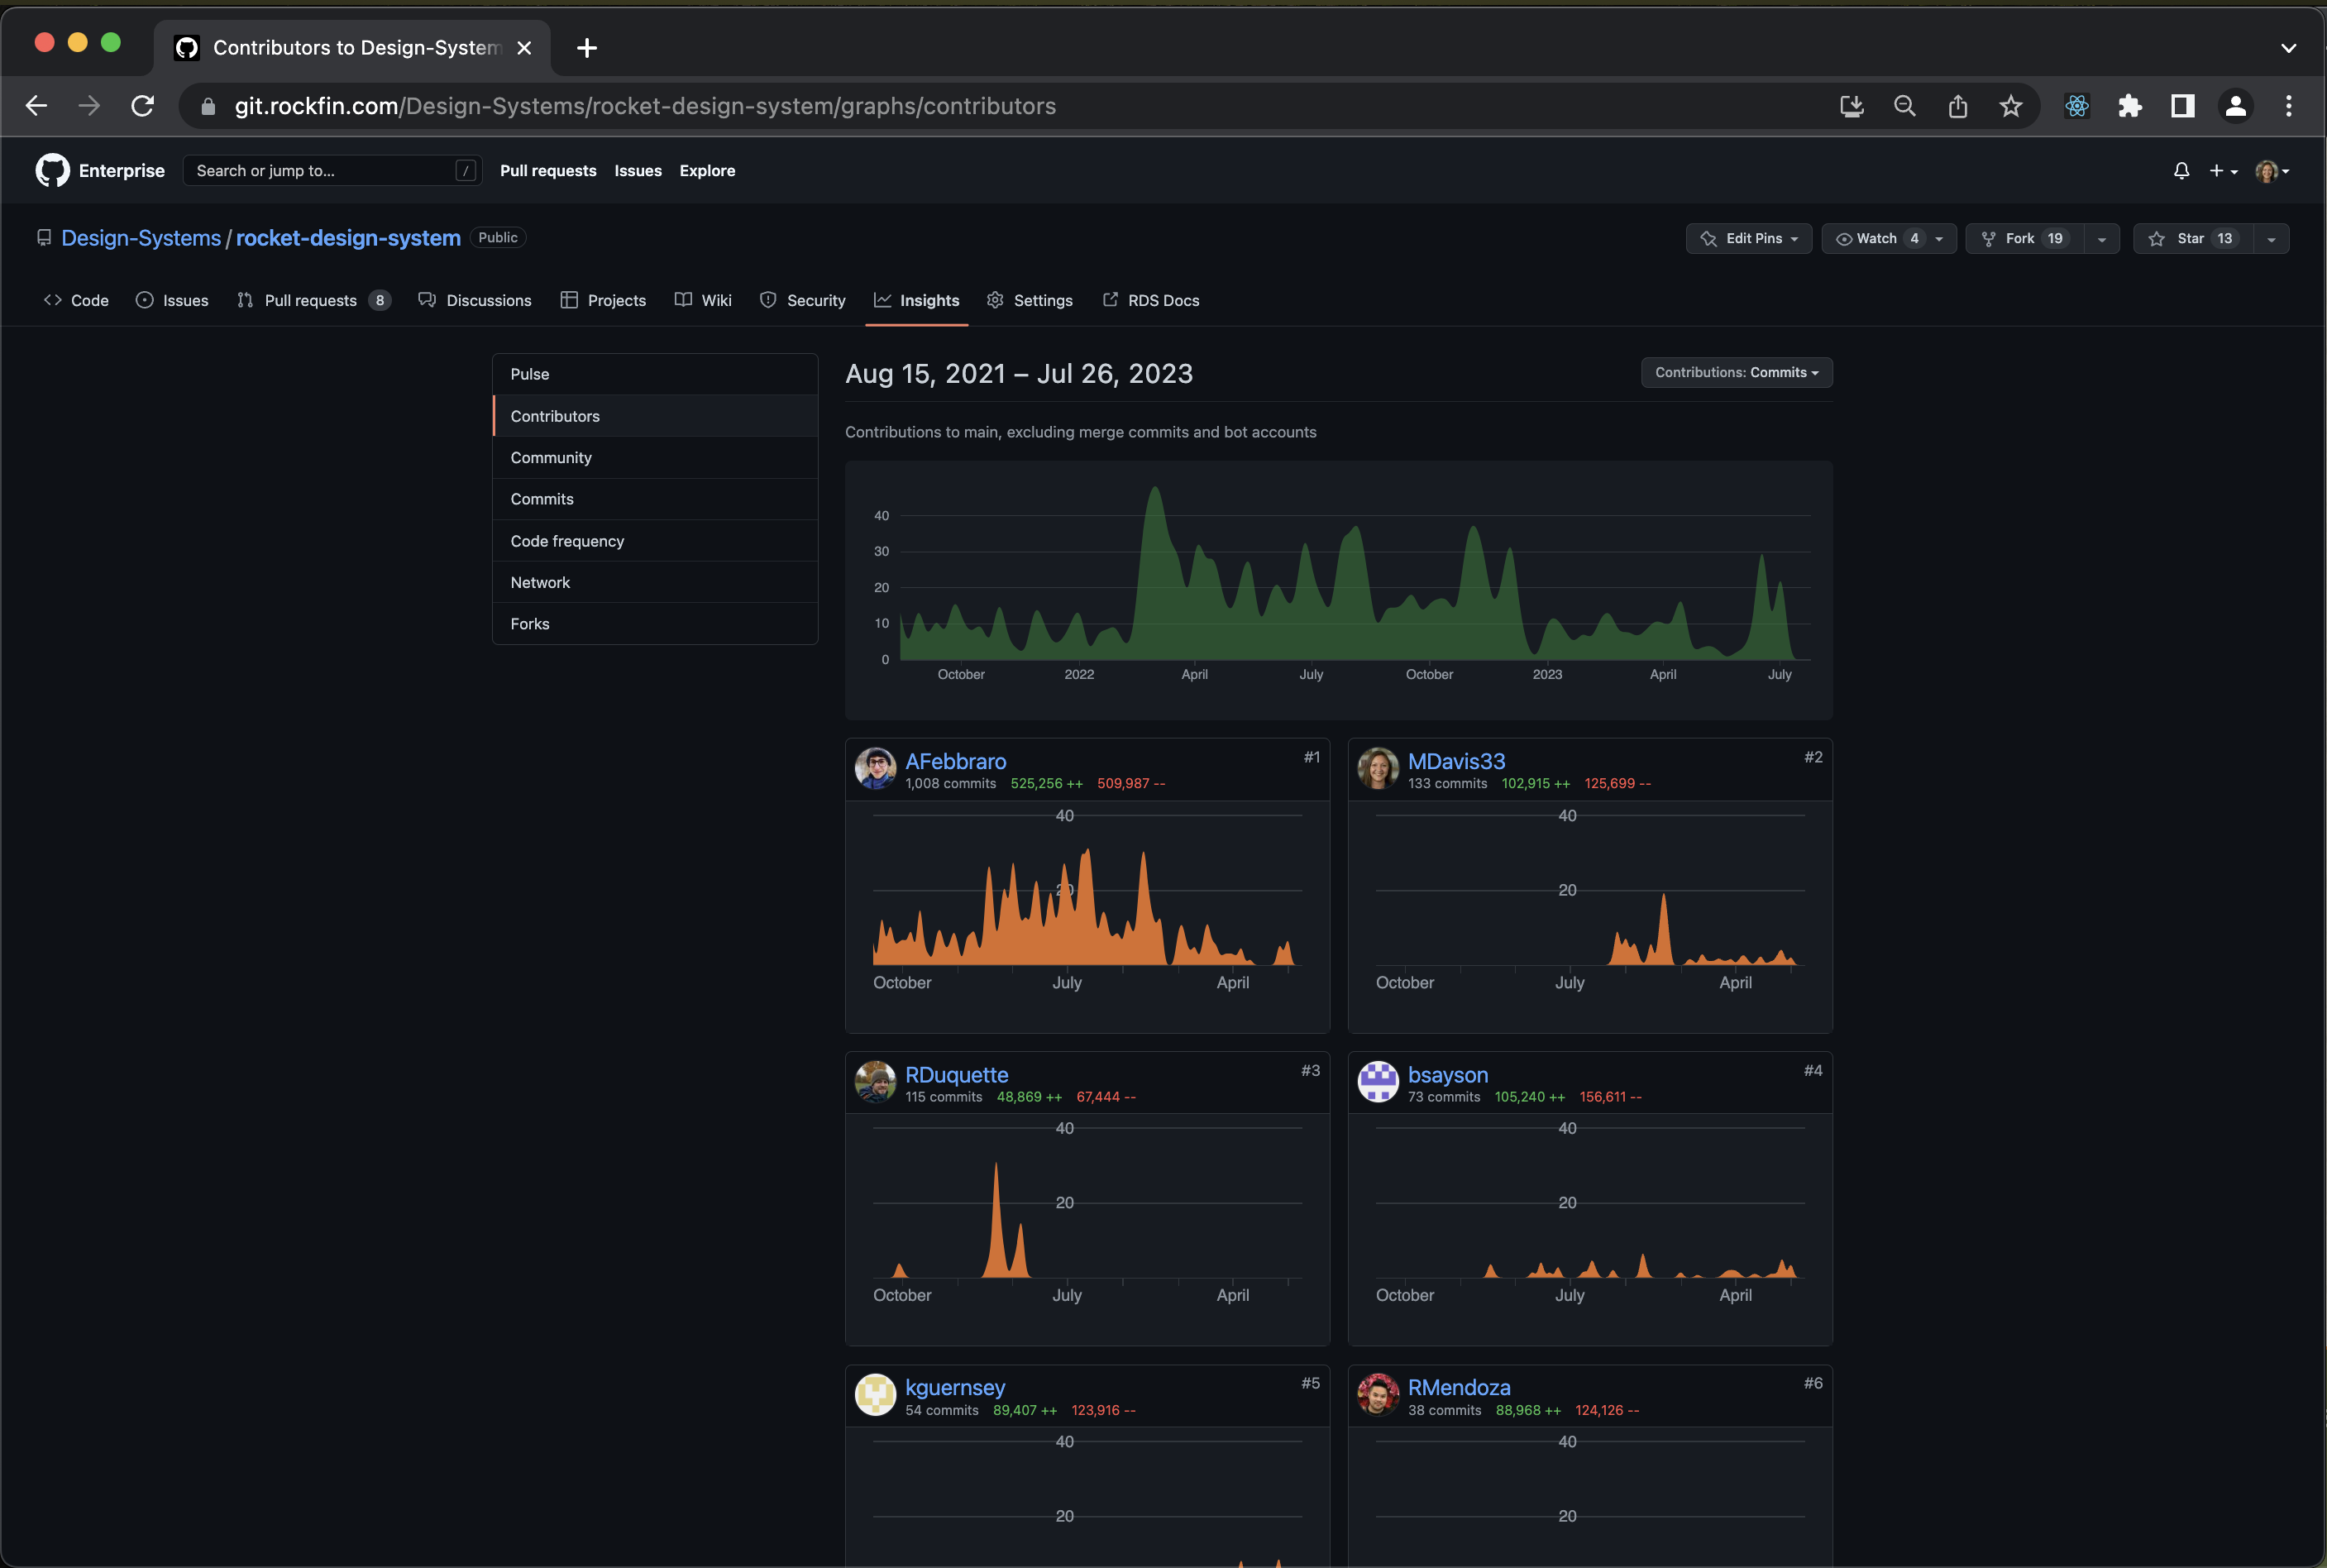 Contributors to Design-System
git.rockfin.com/Design-Systems/rocket-design-system/graphs/contributors
Enterprise
Search or jump to...
/
Pull requests Issues Explore
Design-Systems / rocket-design-system Public
Edit Pins Watch 4 Fork 19 Star 13
Code Issues Pull requests 8 Discussions Projects Wiki Security Insights Settings RDS Docs
Pulse
Contributors
Community
Commits
Code frequency
Network
Forks
Aug 15, 2021 – Jul 26, 2023
Contributions: Commits
Contributions to main, excluding merge commits and bot accounts
40
30
20
10
0
October 2022 April July October 2023 April July
AFebbraro #1
1,008 commits 525,256 ++ 509,987 --
40
20
October July April
MDavis33 #2
133 commits 102,915 ++ 125,699 --
40
20
October July April
RDuquette #3
115 commits 48,869 ++ 67,444 --
40
20
October July April
bsayson #4
73 commits 105,240 ++ 156,611 --
40
20
October July April
kguernsey #5
54 commits 89,407 ++ 123,916 --
40
20
RMendoza #6
38 commits 88,968 ++ 124,126 --
40
20